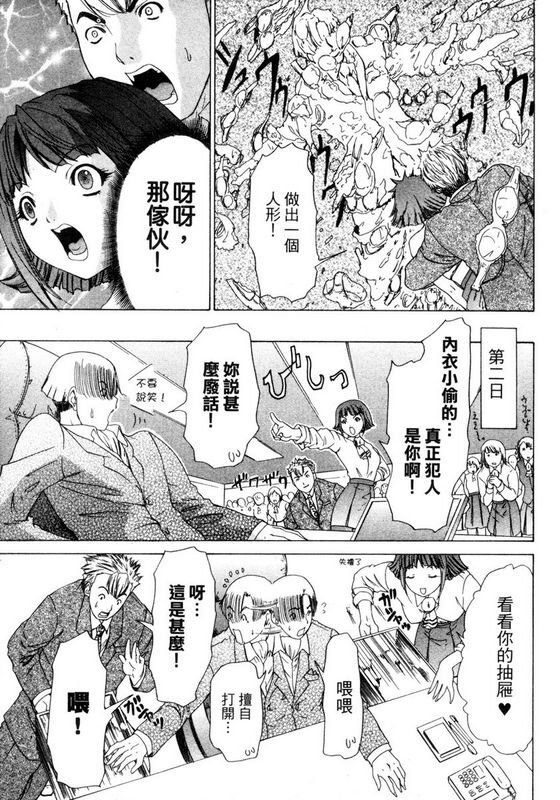 做出一個
人形！
呀呀，
那傢伙！
第二日
內衣小偷的…
真正犯人
是你啊！
妳說甚
麼廢話！
不要
說笑！
看看你的抽屜♥
笑護了
喂喂
擅自
打開…
呀…
這是甚麼！
喂！